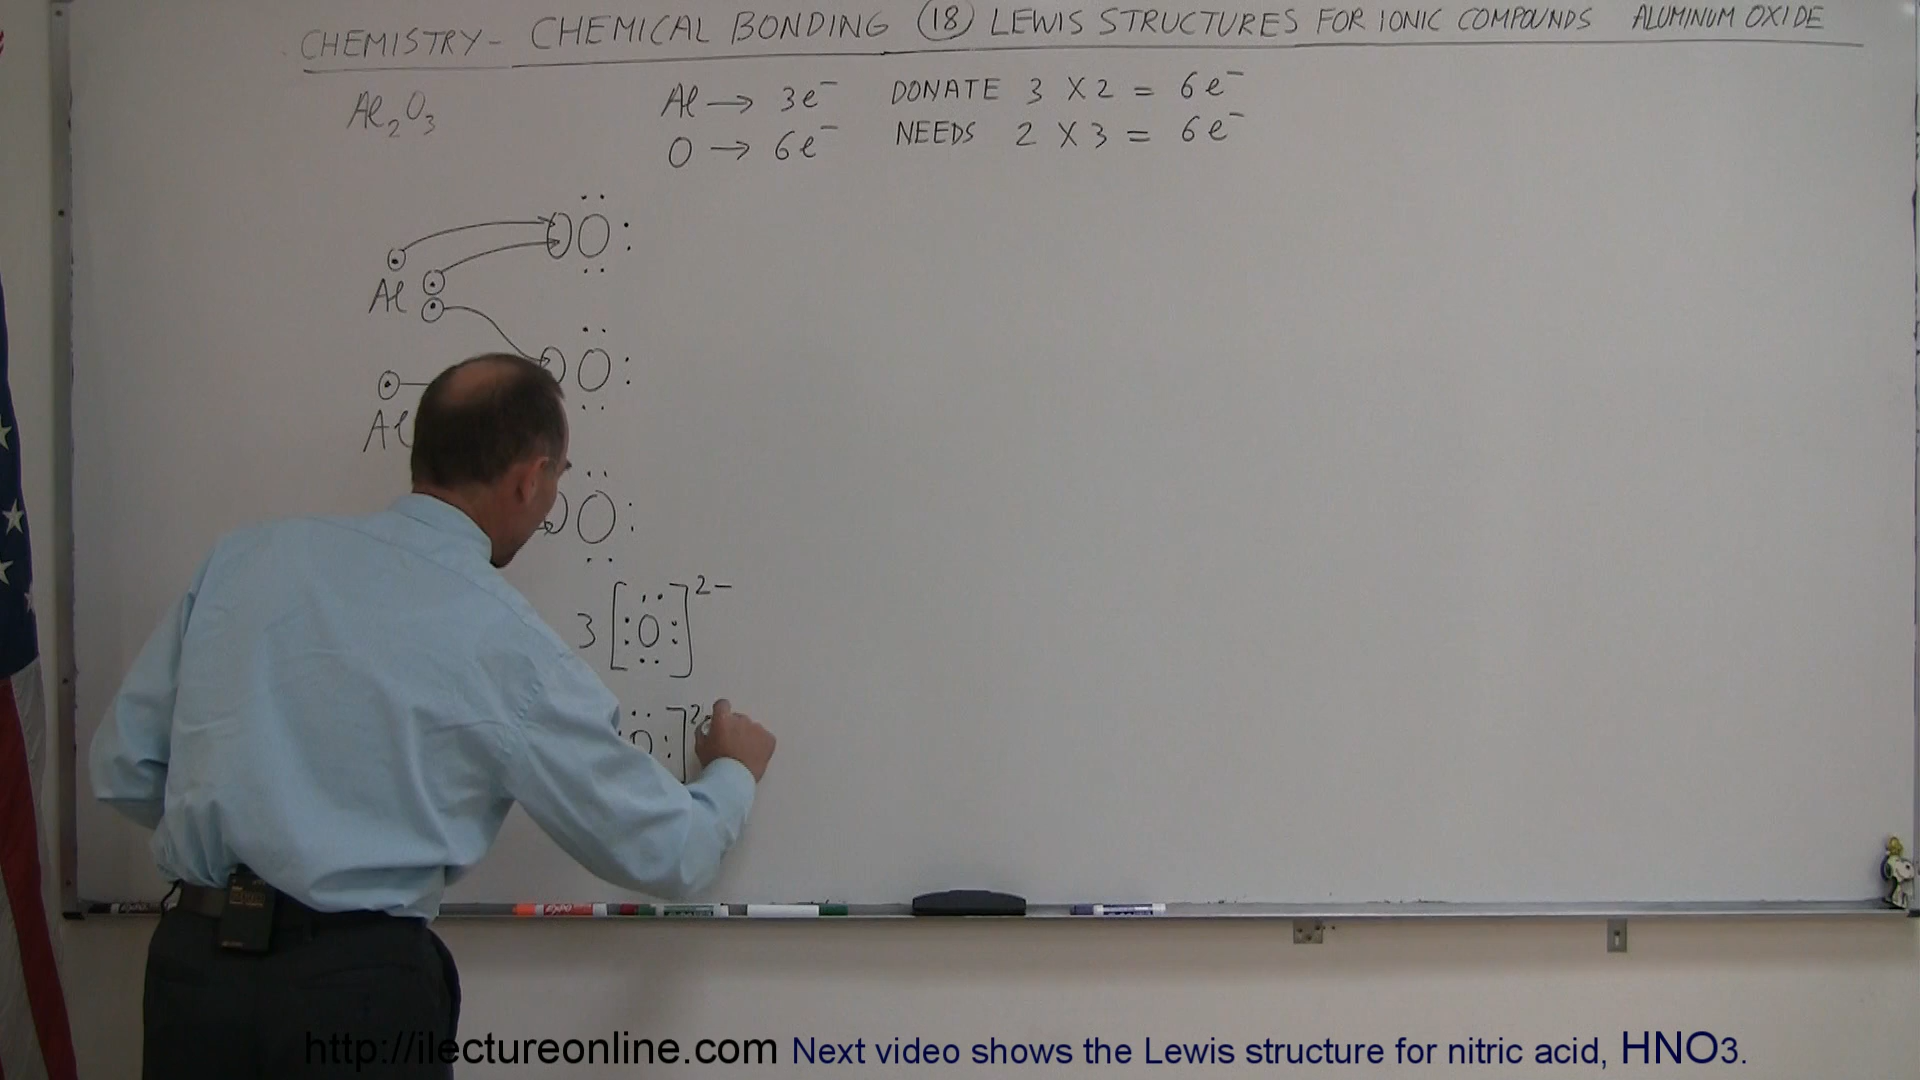 CHEMISTRY - CHEMICAL BONDING (18) LEWIS STRUCTURES FOR IONIC COMPOUNDS ALUMINUM OXIDE
Al₂O₃
Al → 3e⁻ DONATE 3 X 2 = 6e⁻
O → 6e⁻ NEEDS 2 X 3 = 6e⁻
O
Al
O
Al
O
3 [O]²⁻
O]²
http://ilectureonline.com Next video shows the Lewis structure for nitric acid, HNO3.